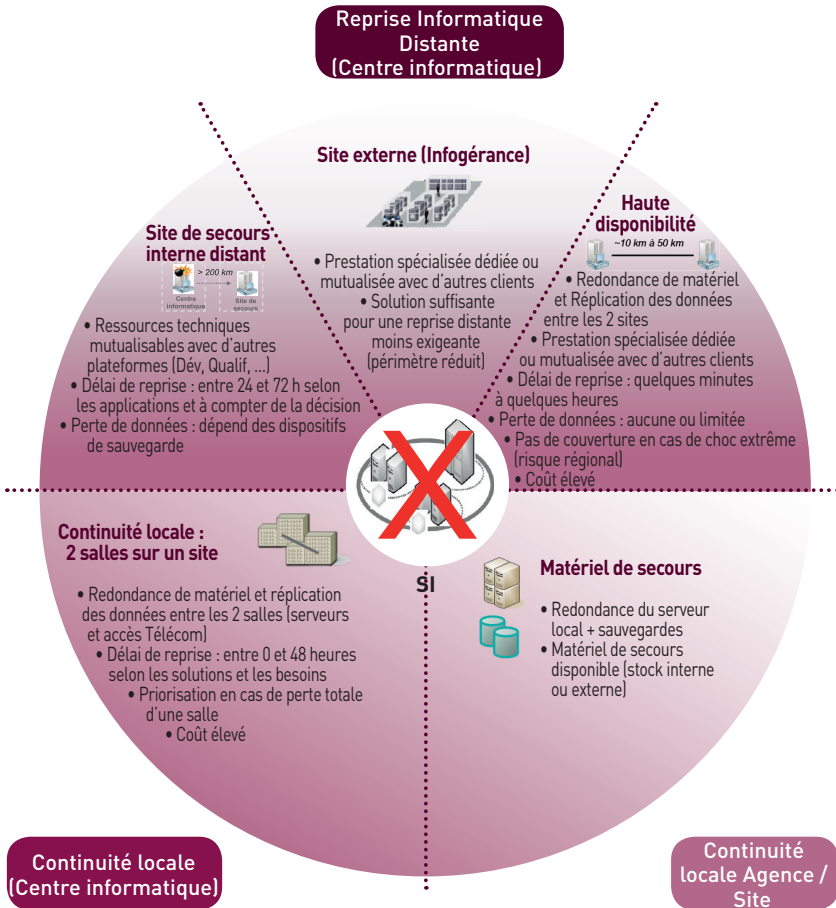 Reprise Informatique
Distante
(Centre informatique)
Site externe (Infogérance)
• Prestation spécialisée dédiée ou
mutualisée avec d'autres clients
• Solution suffisante
pour une reprise distante
moins exigeante
(périmètre réduit)
Site de secours
interne distant
> 200 km
Centre
informatique
Site de
secours
• Ressources techniques
mutualisables avec d'autres
plateformes (Dév, Qualif, ...)
• Délai de reprise : entre 24 et 72 h selon
les applications et à compter de la décision
• Perte de données : dépend des dispositifs
de sauvegarde
Haute
disponibilité
~10 km à 50 km
• Redondance de matériel
et Réplication des données
entre les 2 sites
• Prestation spécialisée dédiée
ou mutualisée avec d'autres clients
• Délai de reprise : quelques minutes
à quelques heures
• Perte de données : aucune ou limitée
• Pas de couverture en cas de choc extrême
(risque régional)
• Coût élevé
SI
Continuité locale :
2 salles sur un site
• Redondance de matériel et réplication
des données entre les 2 salles (serveurs
et accès Télécom)
• Délai de reprise : entre 0 et 48 heures
selon les solutions et les besoins
• Priorisation en cas de perte totale
d'une salle
• Coût élevé
Matériel de secours
• Redondance du serveur
local + sauvegardes
• Matériel de secours
disponible (stock interne
ou externe)
Continuité locale
(Centre informatique)
Continuité
locale Agence /
Site